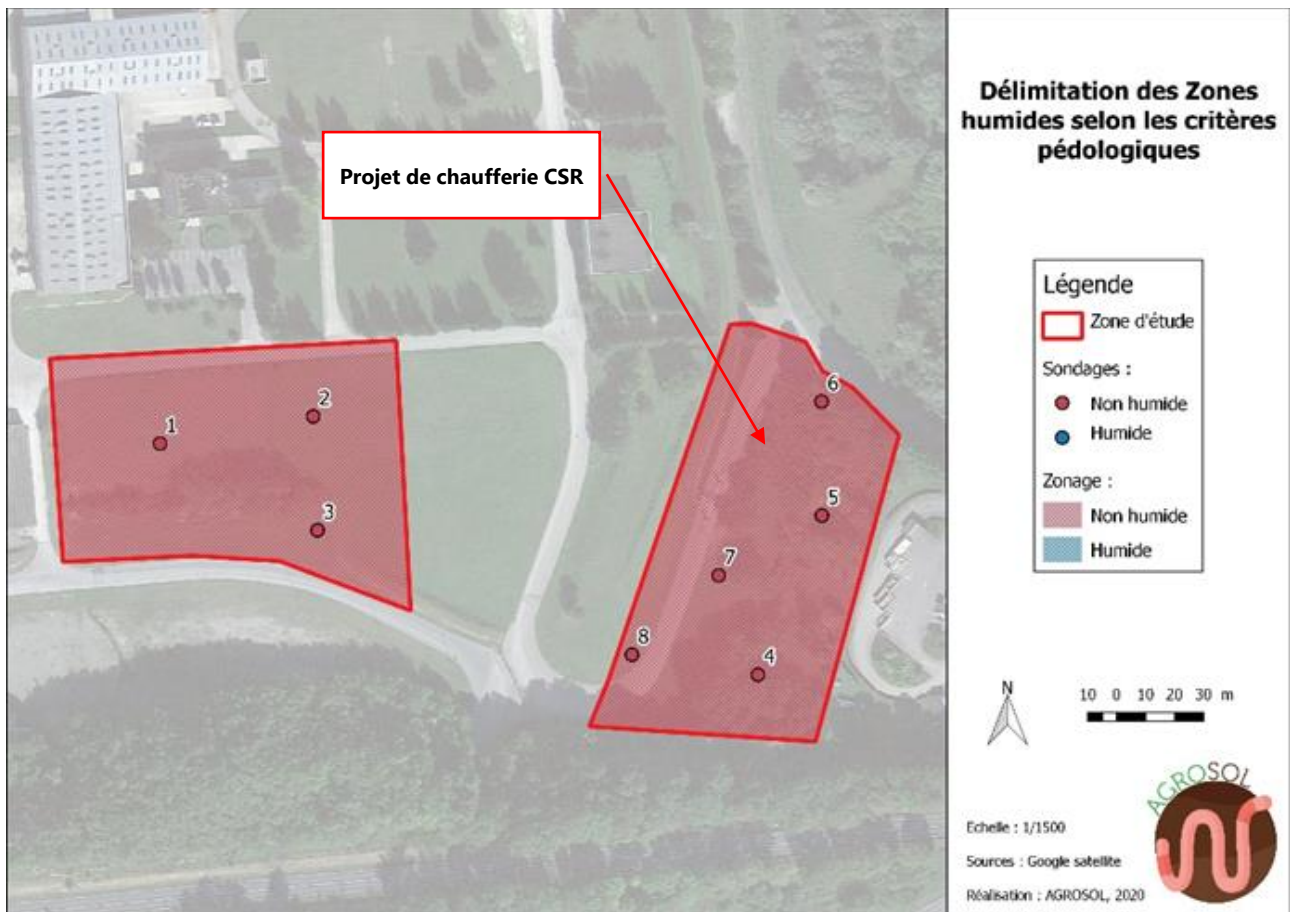 Délimitation des Zones
humides selon les critères
pédologiques
Projet de chaufferie CSR
1
2
3
6
5
7
8
4
Légende
Zone d'étude
Sondages :
Non humide
Humide
Zonage :
Non humide
Humide
N
10 0 10 20 30 m
AGROSOL
Echelle : 1/1500
Sources : Google satellite
Réalisation : AGROSOL, 2020